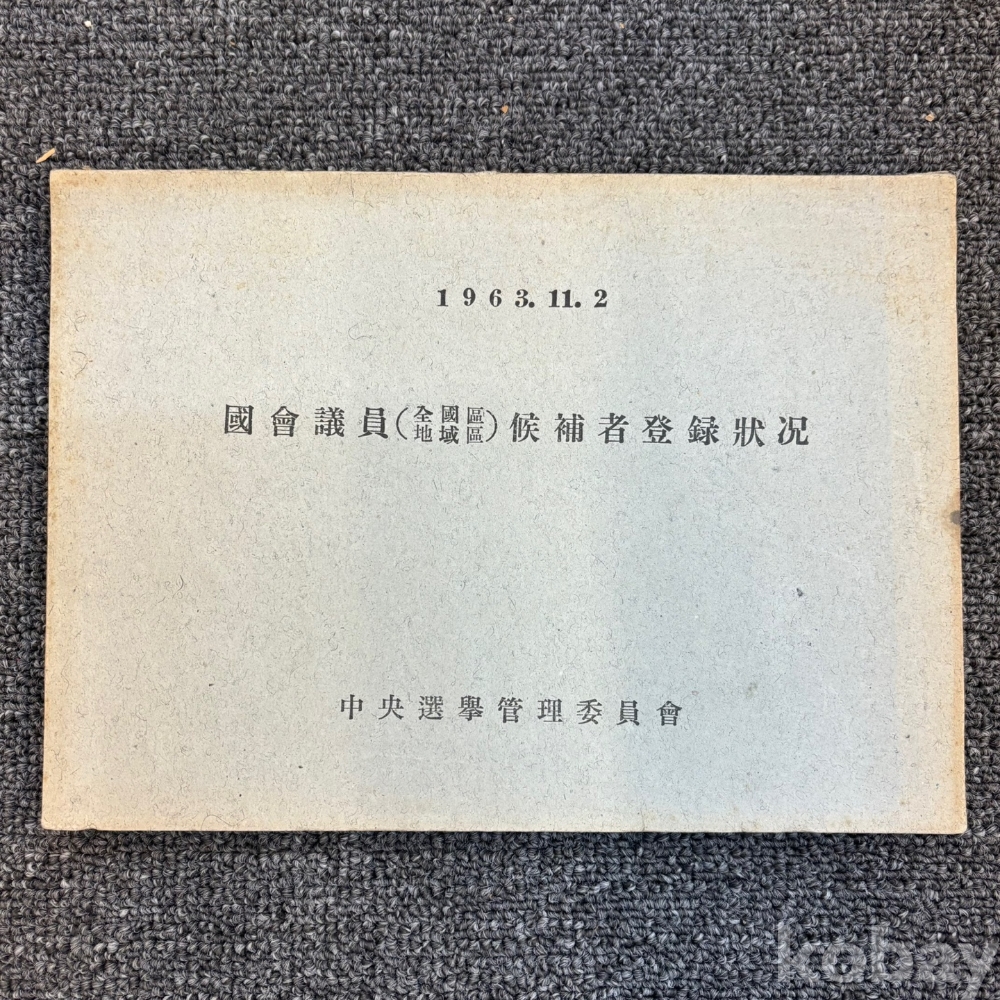 1963. 11. 2
國會議員(全國區 地域區)候補者登録狀況
中央選擧管理委員會
kobay